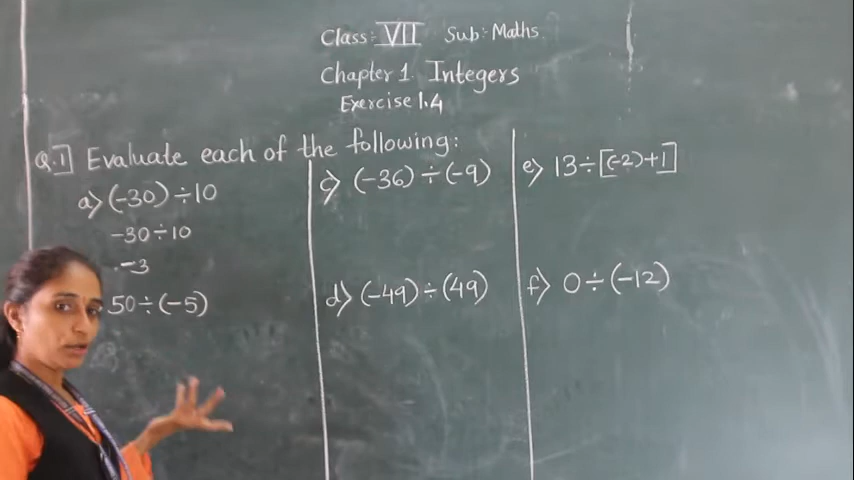 Class:- VII Sub:- Maths
Chapter 1. Integers
Exercise 1.4
Q.1] Evaluate each of the following:
a> (-30) ÷ 10
-30 ÷ 10
-3
50 ÷ (-5)
c> (-36) ÷ (-9)
d> (-49) ÷ (49)
e> 13 ÷ [(-2)+1]
f> 0 ÷ (-12)